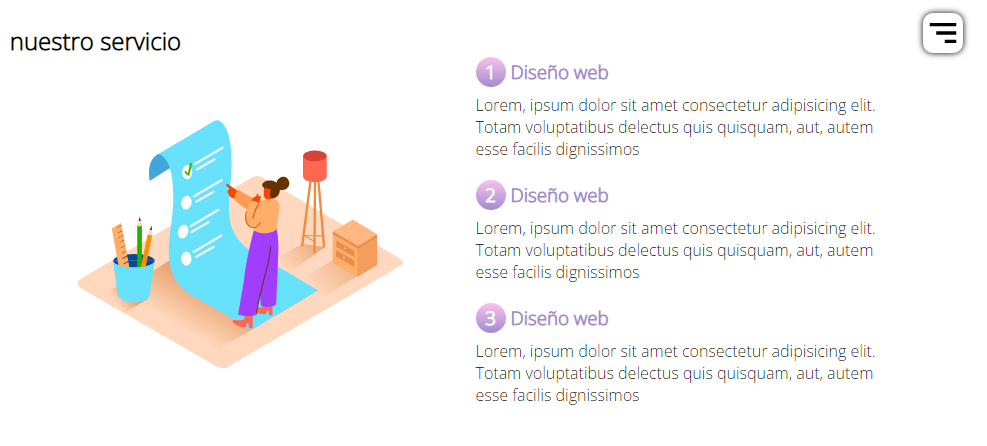 nuestro servicio
1 Diseño web
Lorem, ipsum dolor sit amet consectetur adipisicing elit.
Totam voluptatibus delectus quis quisquam, aut, autem
esse facilis dignissimos
2 Diseño web
Lorem, ipsum dolor sit amet consectetur adipisicing elit.
Totam voluptatibus delectus quis quisquam, aut, autem
esse facilis dignissimos
3 Diseño web
Lorem, ipsum dolor sit amet consectetur adipisicing elit.
Totam voluptatibus delectus quis quisquam, aut, autem
esse facilis dignissimos